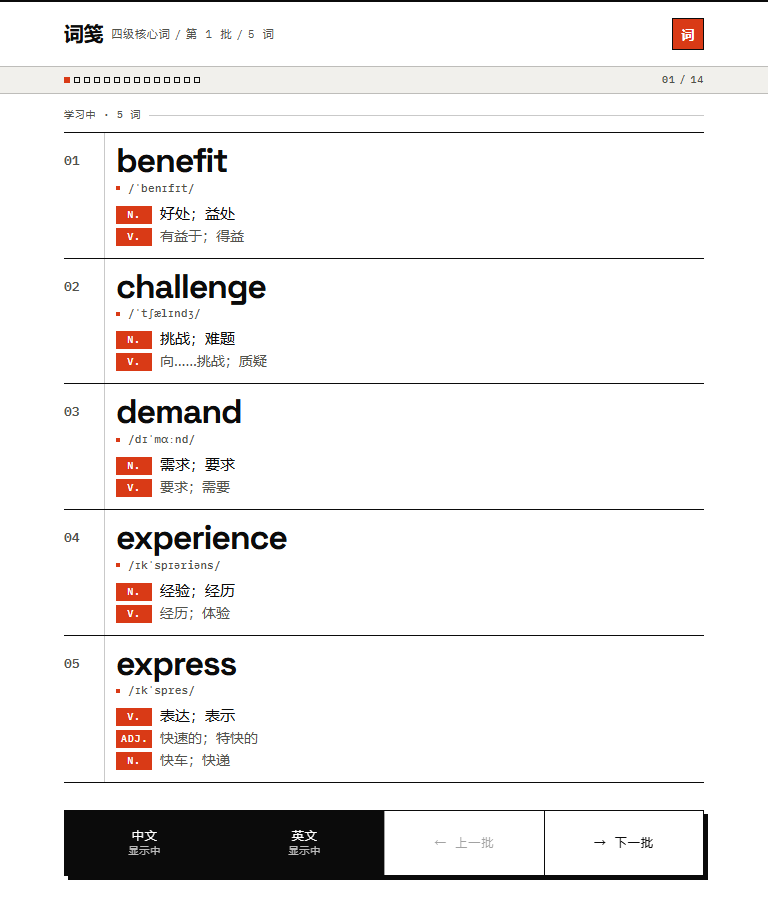 词笺 四级核心词 / 第 1 批 / 5 词
词
01 / 14
学习中 · 5 词
01
benefit
/ˈbenɪfɪt/
N. 好处；益处
V. 有益于；得益
02
challenge
/ˈtʃælɪndʒ/
N. 挑战；难题
V. 向……挑战；质疑
03
demand
/dɪˈmɑːnd/
N. 需求；要求
V. 要求；需要
04
experience
/ɪkˈspɪəriəns/
N. 经验；经历
V. 经历；体验
05
express
/ɪkˈspres/
V. 表达；表示
ADJ. 快速的；特快的
N. 快车；快递
中文 英文 ← 上一批 → 下一批
显示中 显示中